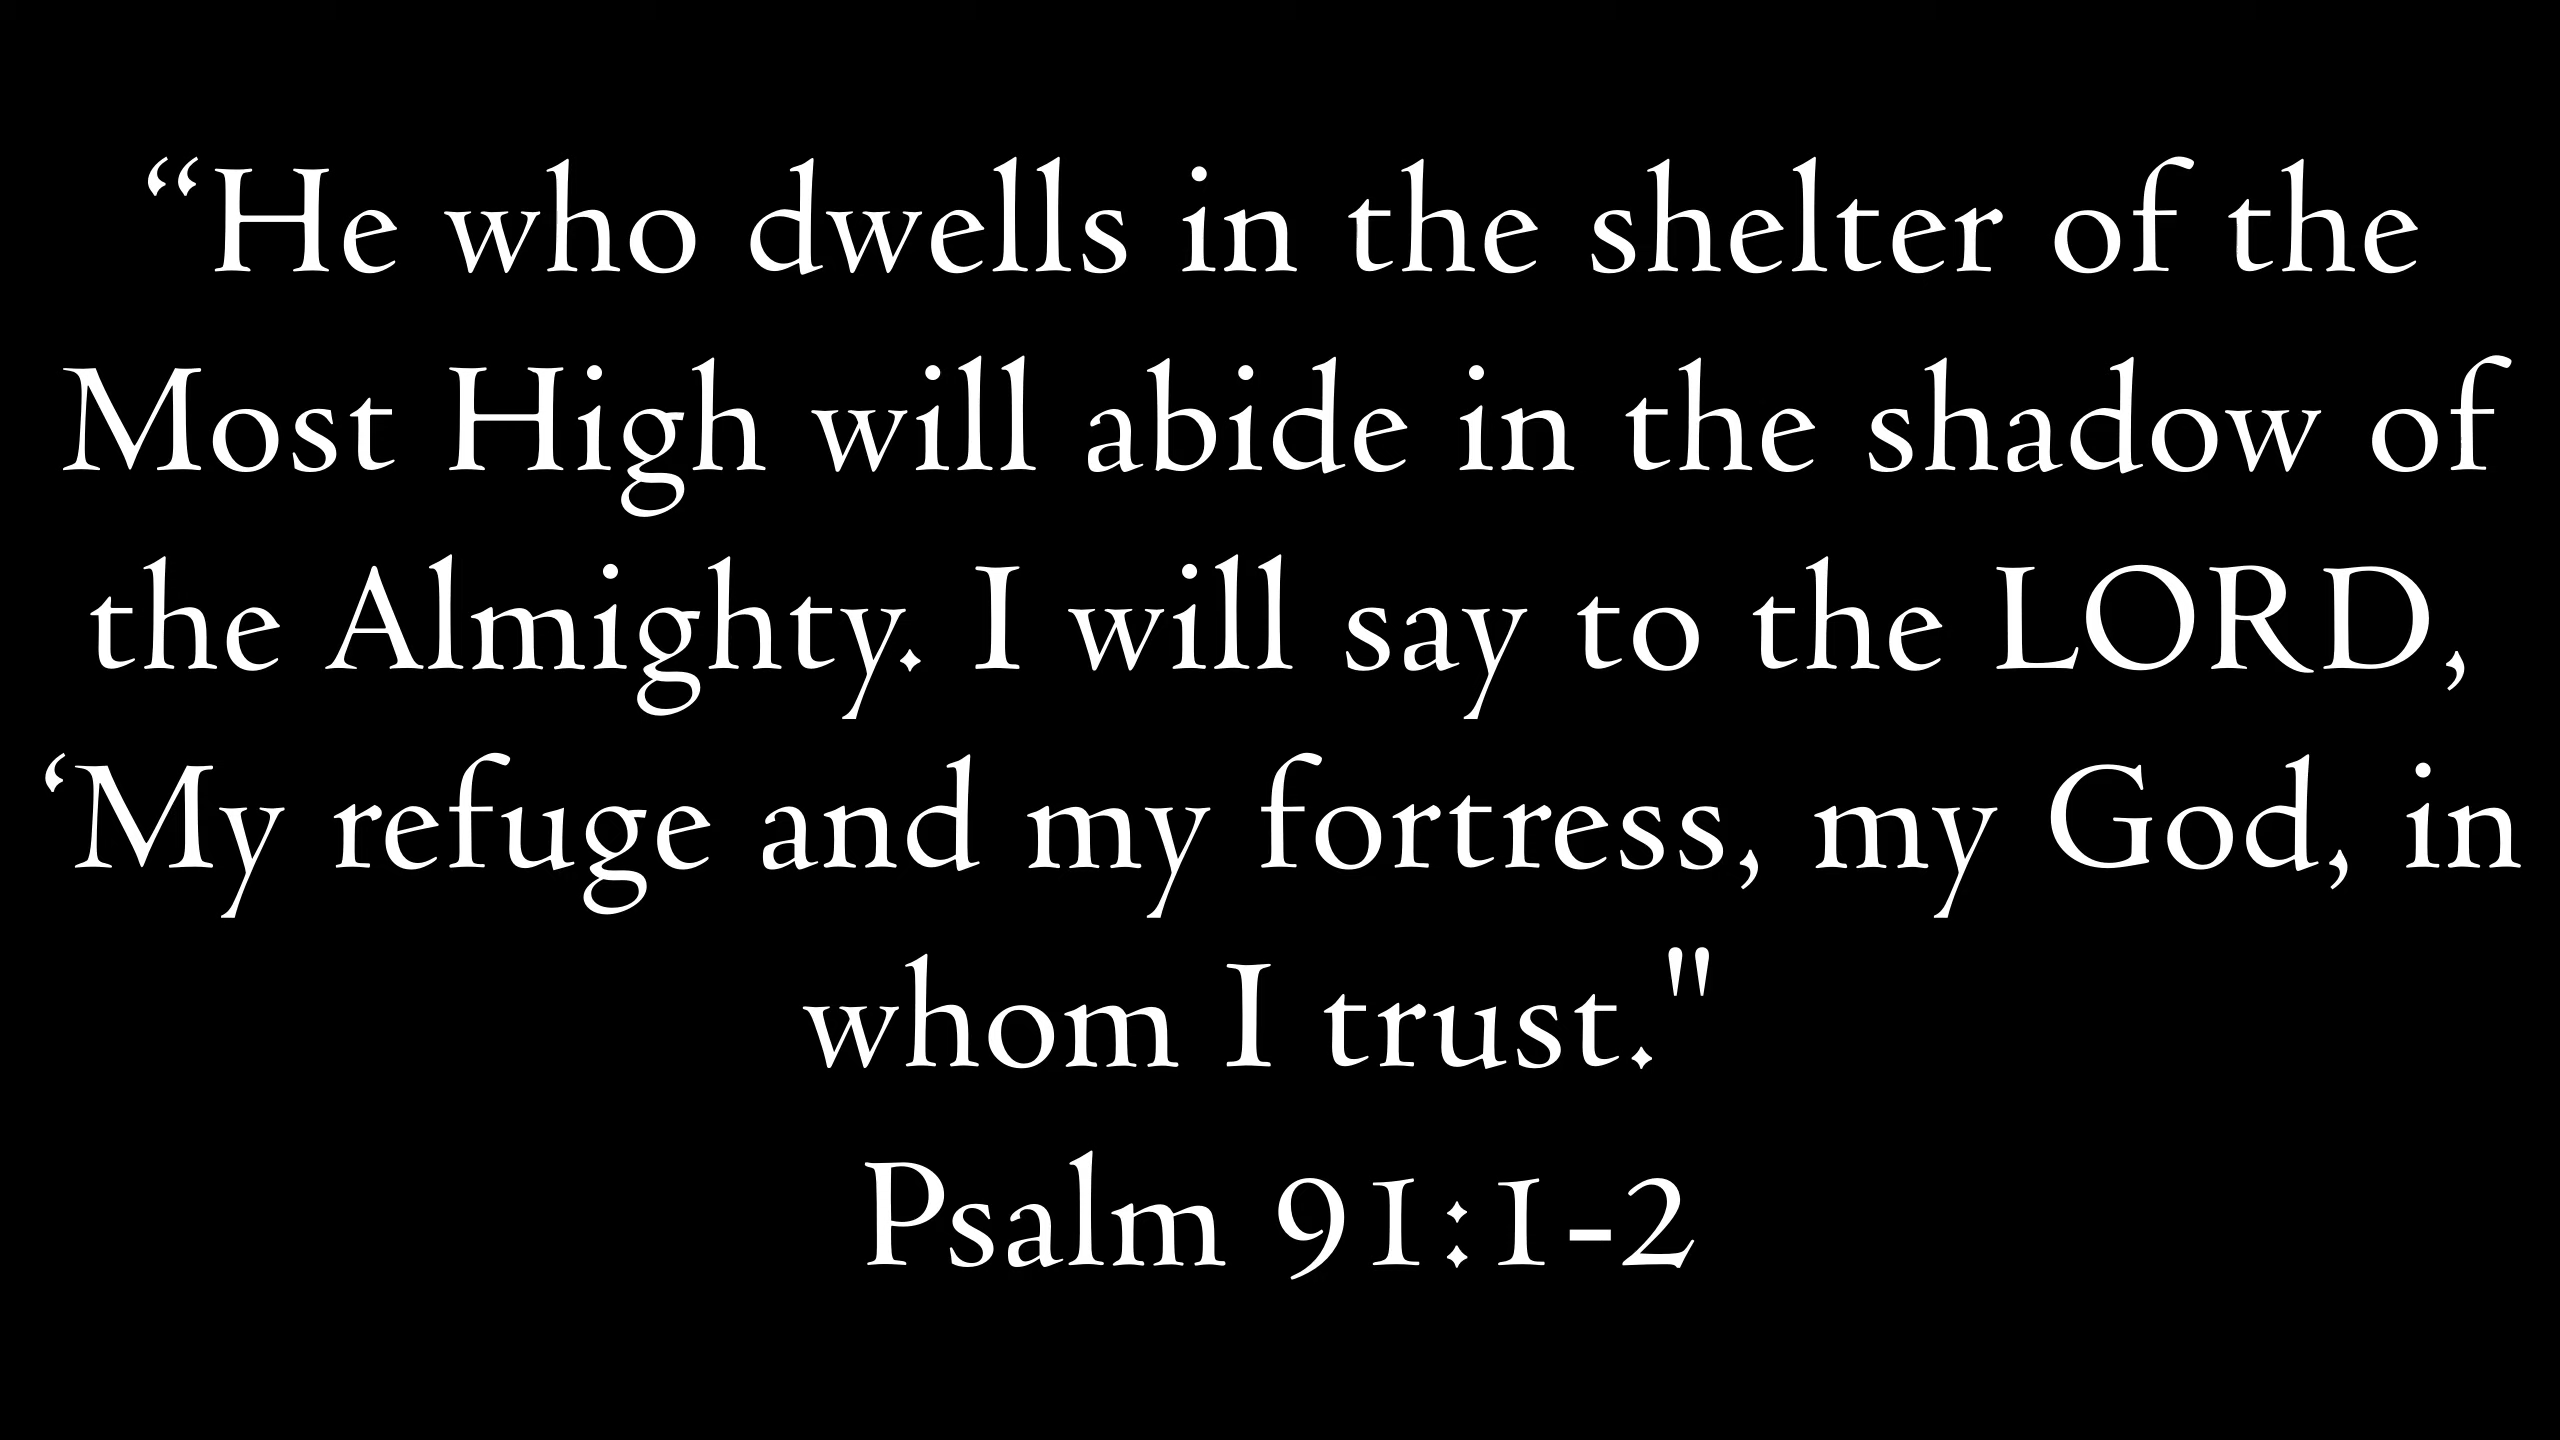 “He who dwells in the shelter of the
Most High will abide in the shadow of
the Almighty. I will say to the LORD,
‘My refuge and my fortress, my God, in
whom I trust."
Psalm 91:1-2